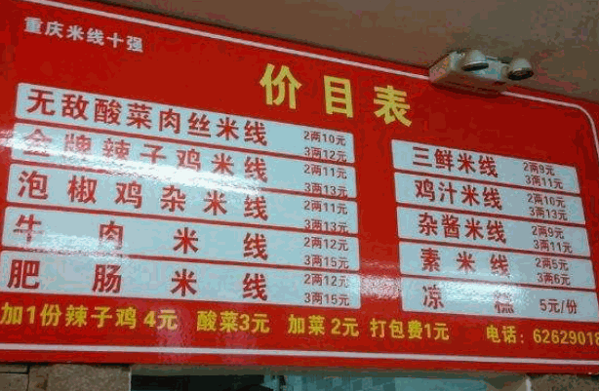 重庆米线十强
价目表
无敌酸菜肉丝米线 2两10元 3两12元
金牌辣子鸡米线 2两11元 3两13元
泡椒鸡杂米线 2两11元 3两13元
牛肉米线 2两12元 3两15元
肥肠米线 2两12元 3两15元
三鲜米线 2两9元 3两11元
鸡汁米线 2两10元 3两13元
杂酱米线 2两9元 3两11元
素米线 2两5元 3两6元
凉糕 5元/份
加1份辣子鸡4元 酸菜3元 加菜2元 打包费1元 电话:62629018